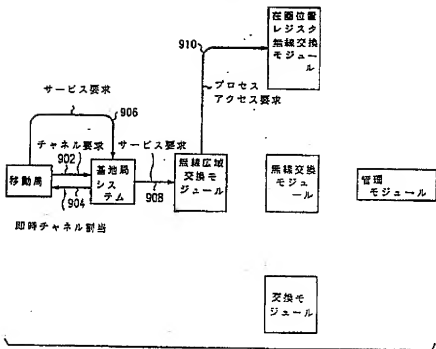 910
在圏位置
レジスタ
無線交換
モジュー
ル
サービス要求
906
プロセス
アクセス要求
チャネル要求
サービス要求
902
移動局
基地局
システ
ム
無線広域
交換モ
ジュール
無線交換
モジュ
ール
管理
モジュール
904
908
即時チャネル割当
交換モ
ジュール